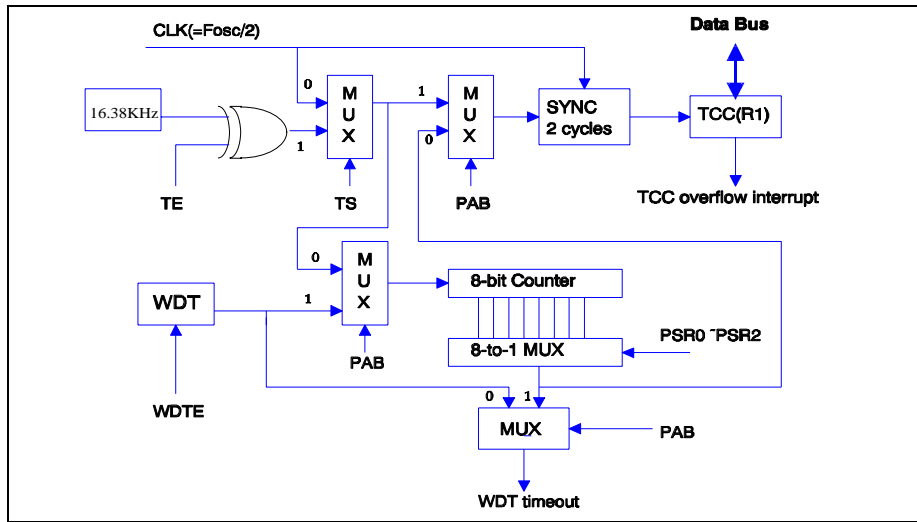 CLK(=Fosc/2)
Data Bus
0
16.38KHz
1
M
U
X
1
0
M
U
X
SYNC
2 cycles
TCC(R1)
TE
TS
PAB
TCC overflow interrupt
0
M
U
X
WDT
1
8-bit Counter
PAB
8-to-1 MUX
PSR0 ~PSR2
WDTE
0
1
MUX
PAB
WDT timeout